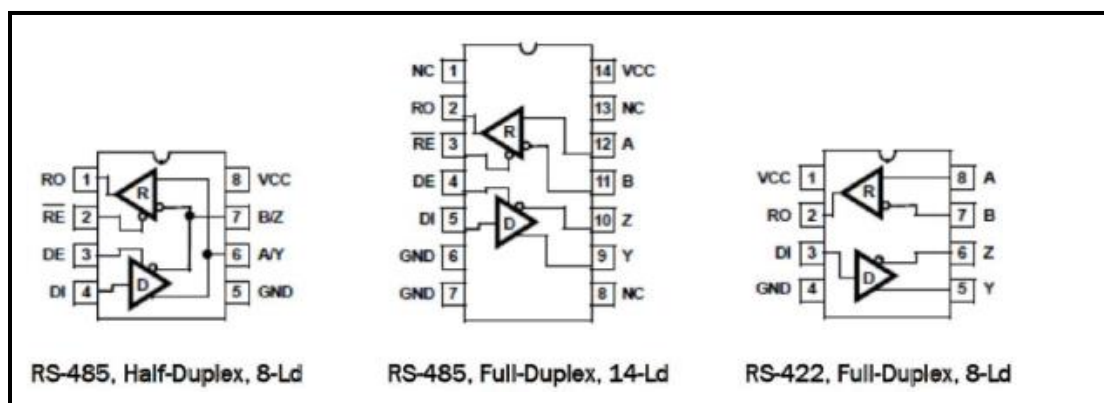 NC 1 14 VCC
RO 2 13 NC
RE 3 12 A
DE 4 11 B
DI 5 10 Z
GND 6 9 Y
GND 7 8 NC
R
D
RO 1 8 VCC
RE 2 7 B/Z
DE 3 6 A/Y
DI 4 5 GND
R
D
VCC 1 8 A
RO 2 7 B
DI 3 6 Z
GND 4 5 Y
R
D
RS-485, Half-Duplex, 8-Ld
RS-485, Full-Duplex, 14-Ld
RS-422, Full-Duplex, 8-Ld